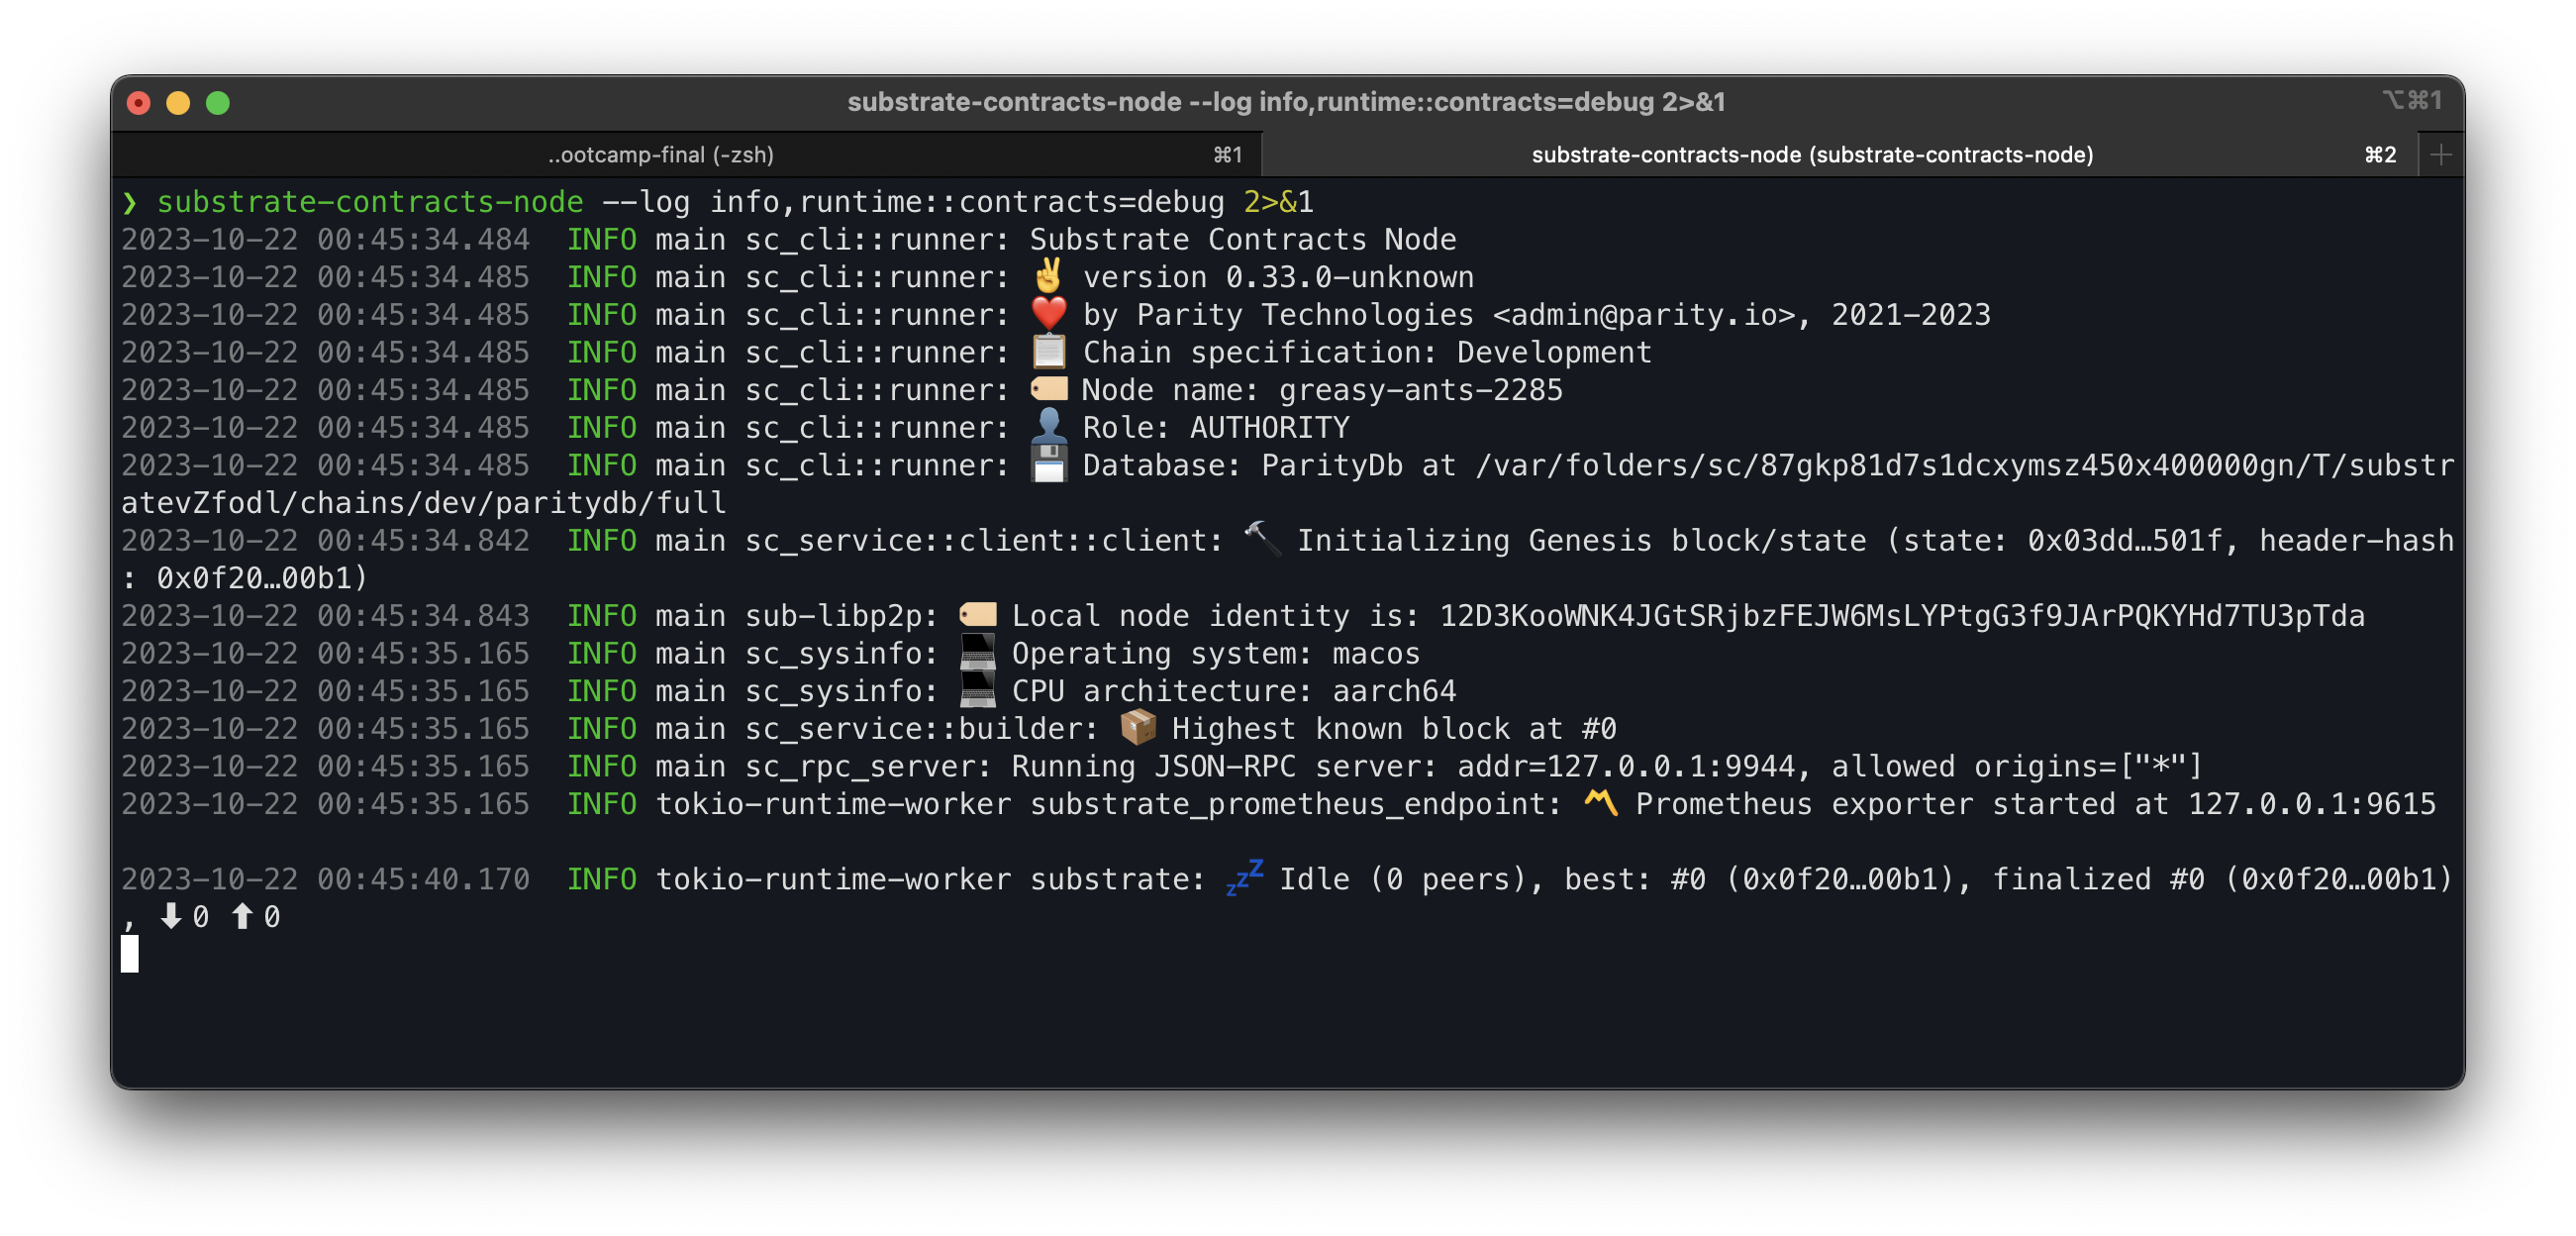 substrate-contracts-node --log info,runtime::contracts=debug 2>&1
⌥⌘1
..ootcamp-final (-zsh) ⌘1
substrate-contracts-node (substrate-contracts-node) ⌘2
❯ substrate-contracts-node --log info,runtime::contracts=debug 2>&1
2023-10-22 00:45:34.484  INFO main sc_cli::runner: Substrate Contracts Node
2023-10-22 00:45:34.485  INFO main sc_cli::runner: ✌️ version 0.33.0-unknown
2023-10-22 00:45:34.485  INFO main sc_cli::runner: ❤️ by Parity Technologies <admin@parity.io>, 2021-2023
2023-10-22 00:45:34.485  INFO main sc_cli::runner: 📋 Chain specification: Development
2023-10-22 00:45:34.485  INFO main sc_cli::runner: 🏷 Node name: greasy-ants-2285
2023-10-22 00:45:34.485  INFO main sc_cli::runner: 👤 Role: AUTHORITY
2023-10-22 00:45:34.485  INFO main sc_cli::runner: 💾 Database: ParityDb at /var/folders/sc/87gkp81d7s1dcxymsz450x400000gn/T/substr
atevZfodl/chains/dev/paritydb/full
2023-10-22 00:45:34.842  INFO main sc_service::client::client: 🔨 Initializing Genesis block/state (state: 0x03dd…501f, header-hash
: 0x0f20…00b1)
2023-10-22 00:45:34.843  INFO main sub-libp2p: 🏷 Local node identity is: 12D3KooWNK4JGtSRjbzFEJW6MsLYPtgG3f9JArPQKYHd7TU3pTda
2023-10-22 00:45:35.165  INFO main sc_sysinfo: 💻 Operating system: macos
2023-10-22 00:45:35.165  INFO main sc_sysinfo: 💻 CPU architecture: aarch64
2023-10-22 00:45:35.165  INFO main sc_service::builder: 📦 Highest known block at #0
2023-10-22 00:45:35.165  INFO main sc_rpc_server: Running JSON-RPC server: addr=127.0.0.1:9944, allowed origins=["*"]
2023-10-22 00:45:35.165  INFO tokio-runtime-worker substrate_prometheus_endpoint: 〽️ Prometheus exporter started at 127.0.0.1:9615
2023-10-22 00:45:40.170  INFO tokio-runtime-worker substrate: 💤 Idle (0 peers), best: #0 (0x0f20…00b1), finalized #0 (0x0f20…00b1)
, ⬇ 0 ⬆ 0